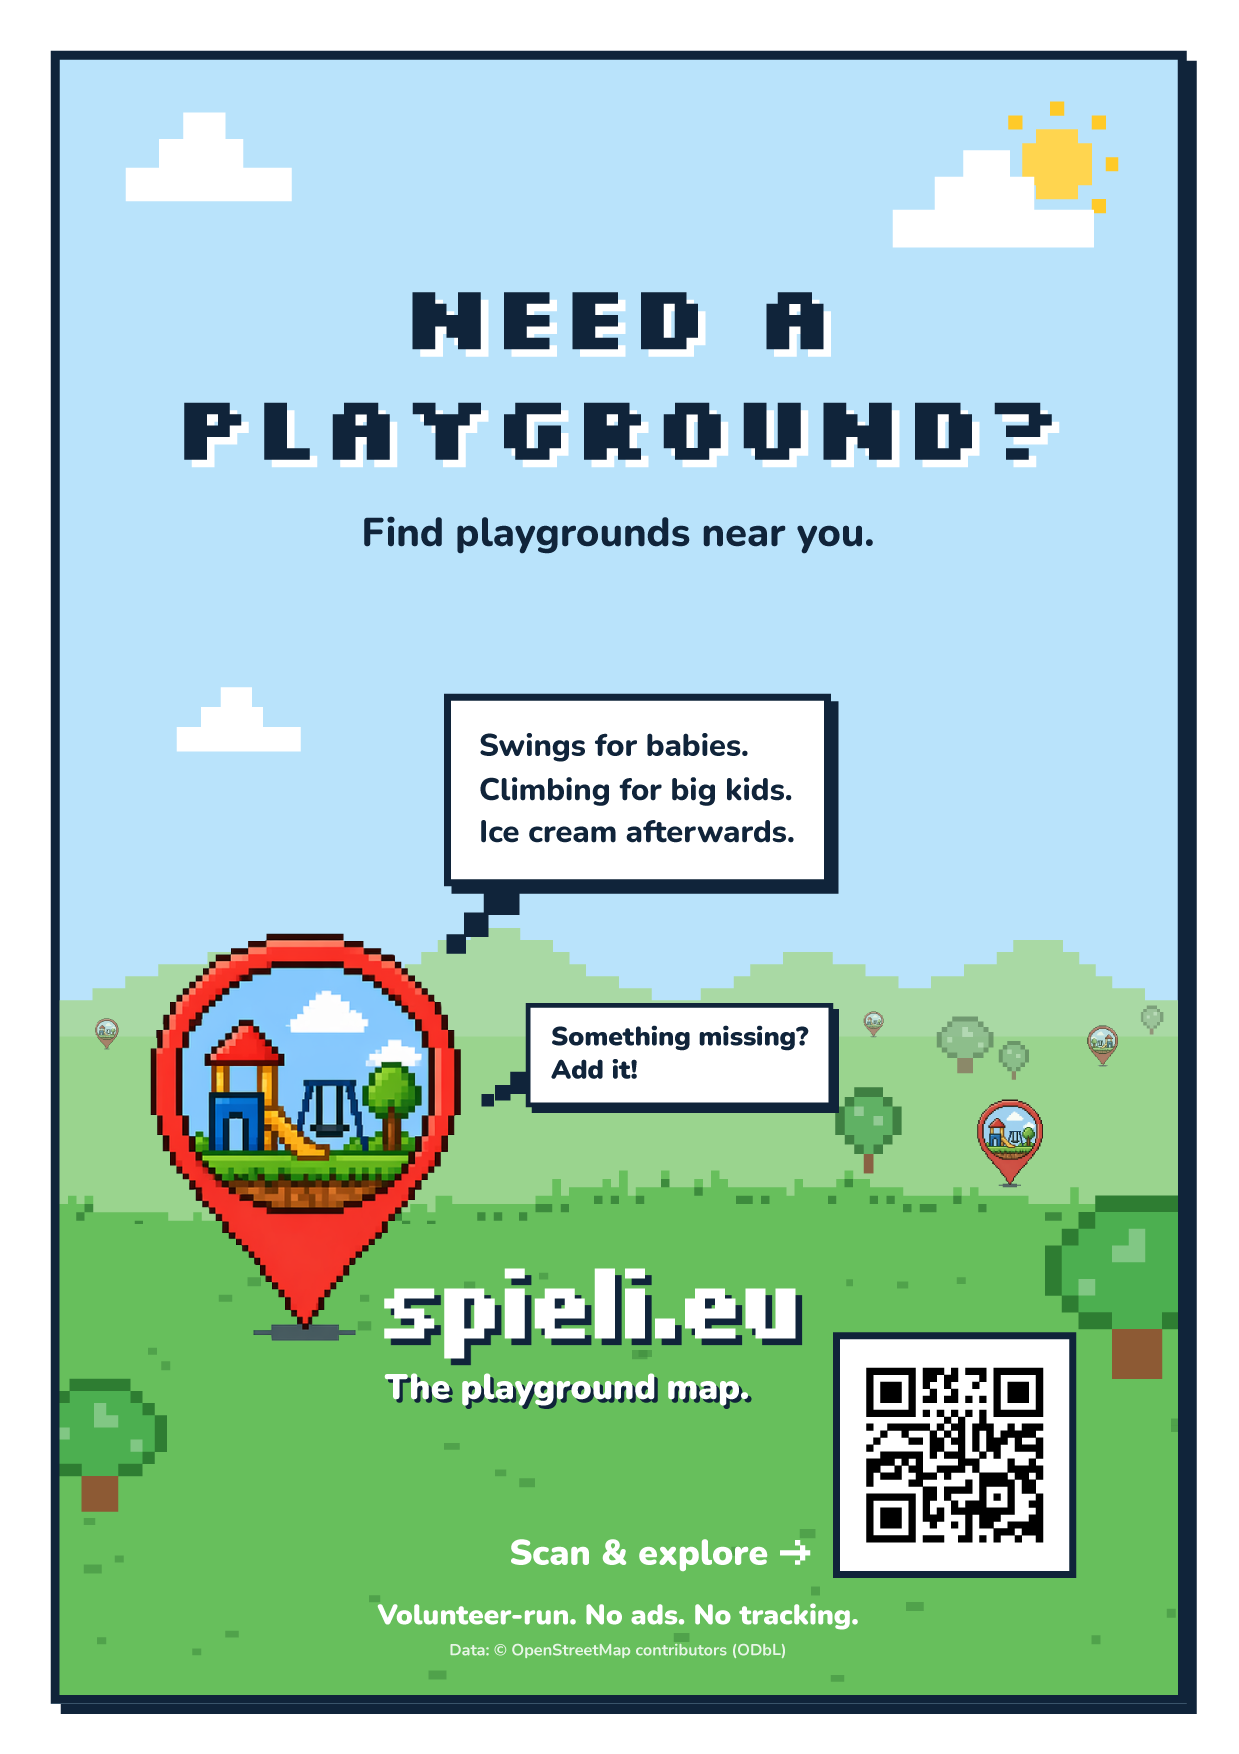 NEED A
PLAYGROUND?
Find playgrounds near you.
Swings for babies.
Climbing for big kids.
Ice cream afterwards.
Something missing?
Add it!
spieli.eu
The playground map.
Scan & explore →
Volunteer-run. No ads. No tracking.
Data: © OpenStreetMap contributors (ODbL)